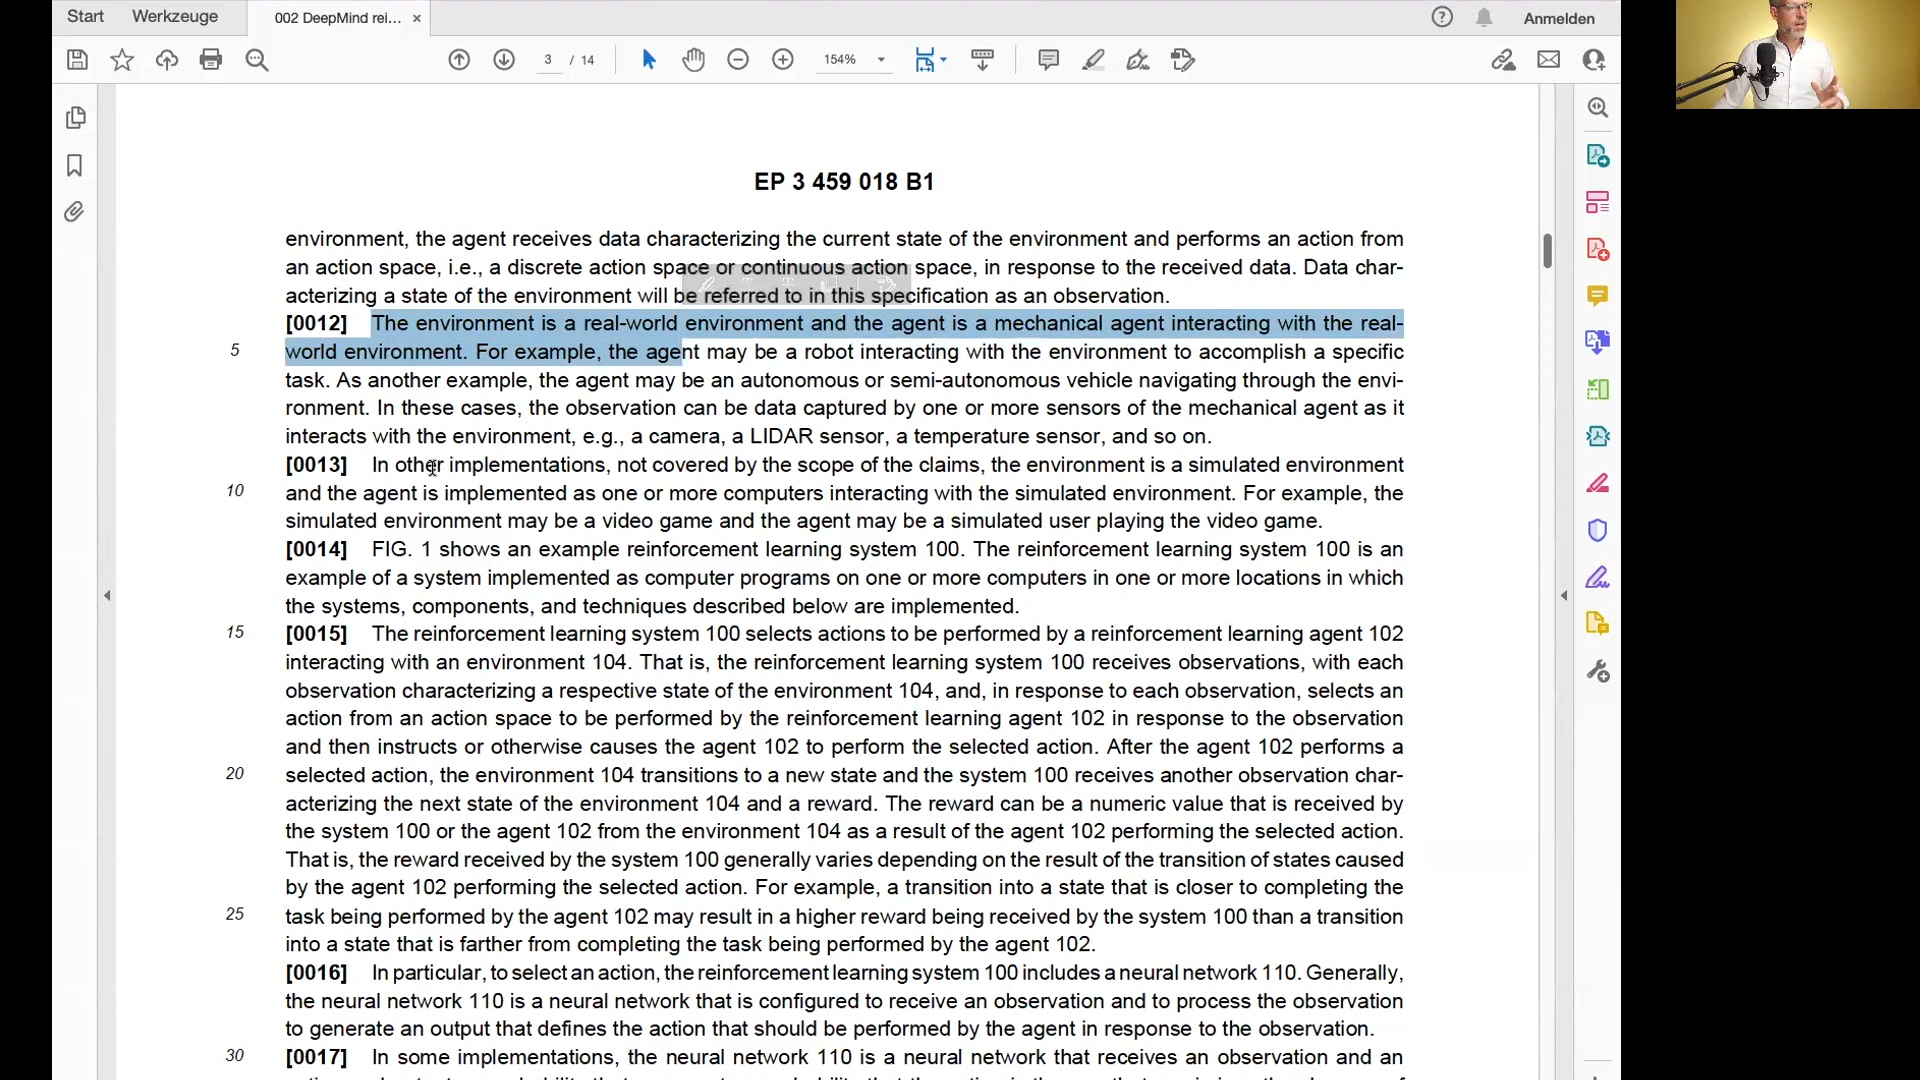 Start Werkzeuge 002 DeepMind rei... × Anmelden
3 / 14 154%
EP 3 459 018 B1
environment, the agent receives data characterizing the current state of the environment and performs an action from
an action space, i.e., a discrete action space or continuous action space, in response to the received data. Data char-
acterizing a state of the environment will be referred to in this specification as an observation.
[0012] The environment is a real-world environment and the agent is a mechanical agent interacting with the real-
5 world environment. For example, the agent may be a robot interacting with the environment to accomplish a specific
task. As another example, the agent may be an autonomous or semi-autonomous vehicle navigating through the envi-
ronment. In these cases, the observation can be data captured by one or more sensors of the mechanical agent as it
interacts with the environment, e.g., a camera, a LIDAR sensor, a temperature sensor, and so on.
[0013] In other implementations, not covered by the scope of the claims, the environment is a simulated environment
10 and the agent is implemented as one or more computers interacting with the simulated environment. For example, the
simulated environment may be a video game and the agent may be a simulated user playing the video game.
[0014] FIG. 1 shows an example reinforcement learning system 100. The reinforcement learning system 100 is an
example of a system implemented as computer programs on one or more computers in one or more locations in which
the systems, components, and techniques described below are implemented.
15 [0015] The reinforcement learning system 100 selects actions to be performed by a reinforcement learning agent 102
interacting with an environment 104. That is, the reinforcement learning system 100 receives observations, with each
observation characterizing a respective state of the environment 104, and, in response to each observation, selects an
action from an action space to be performed by the reinforcement learning agent 102 in response to the observation
and then instructs or otherwise causes the agent 102 to perform the selected action. After the agent 102 performs a
20 selected action, the environment 104 transitions to a new state and the system 100 receives another observation char-
acterizing the next state of the environment 104 and a reward. The reward can be a numeric value that is received by
the system 100 or the agent 102 from the environment 104 as a result of the agent 102 performing the selected action.
That is, the reward received by the system 100 generally varies depending on the result of the transition of states caused
by the agent 102 performing the selected action. For example, a transition into a state that is closer to completing the
25 task being performed by the agent 102 may result in a higher reward being received by the system 100 than a transition
into a state that is farther from completing the task being performed by the agent 102.
[0016] In particular, to select an action, the reinforcement learning system 100 includes a neural network 110. Generally,
the neural network 110 is a neural network that is configured to receive an observation and to process the observation
to generate an output that defines the action that should be performed by the agent in response to the observation.
30 [0017] In some implementations, the neural network 110 is a neural network that receives an observation and an